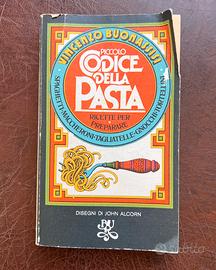 VINCENZO BUONASSISI
PICCOLO
CODICE
DELLA
PASTA
RICETTE PER
PREPARARE
SPAGHETTI·MACCHERONI·TAGLIATELLE·GNOCCHI·TORTELLINI
DISEGNI DI JOHN ALCORN
BUR
subito